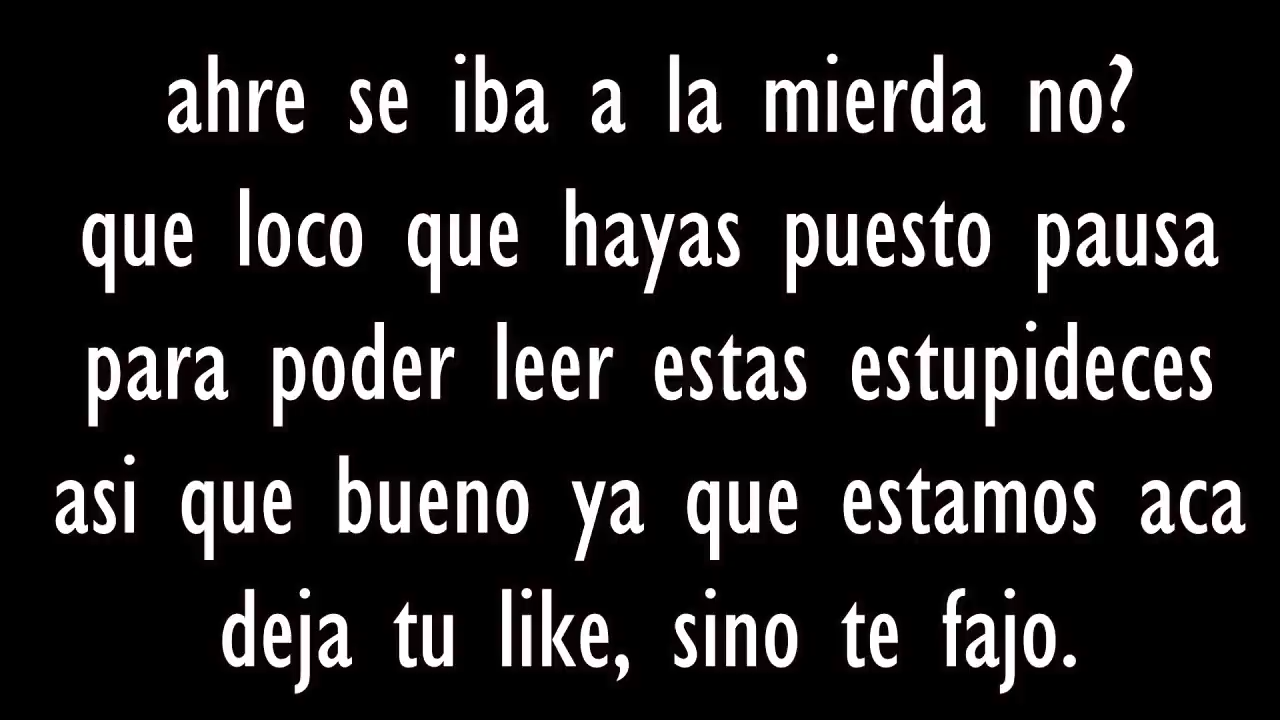 ahre se iba a la mierda no?
que loco que hayas puesto pausa
para poder leer estas estupideces
asi que bueno ya que estamos aca
deja tu like, sino te fajo.